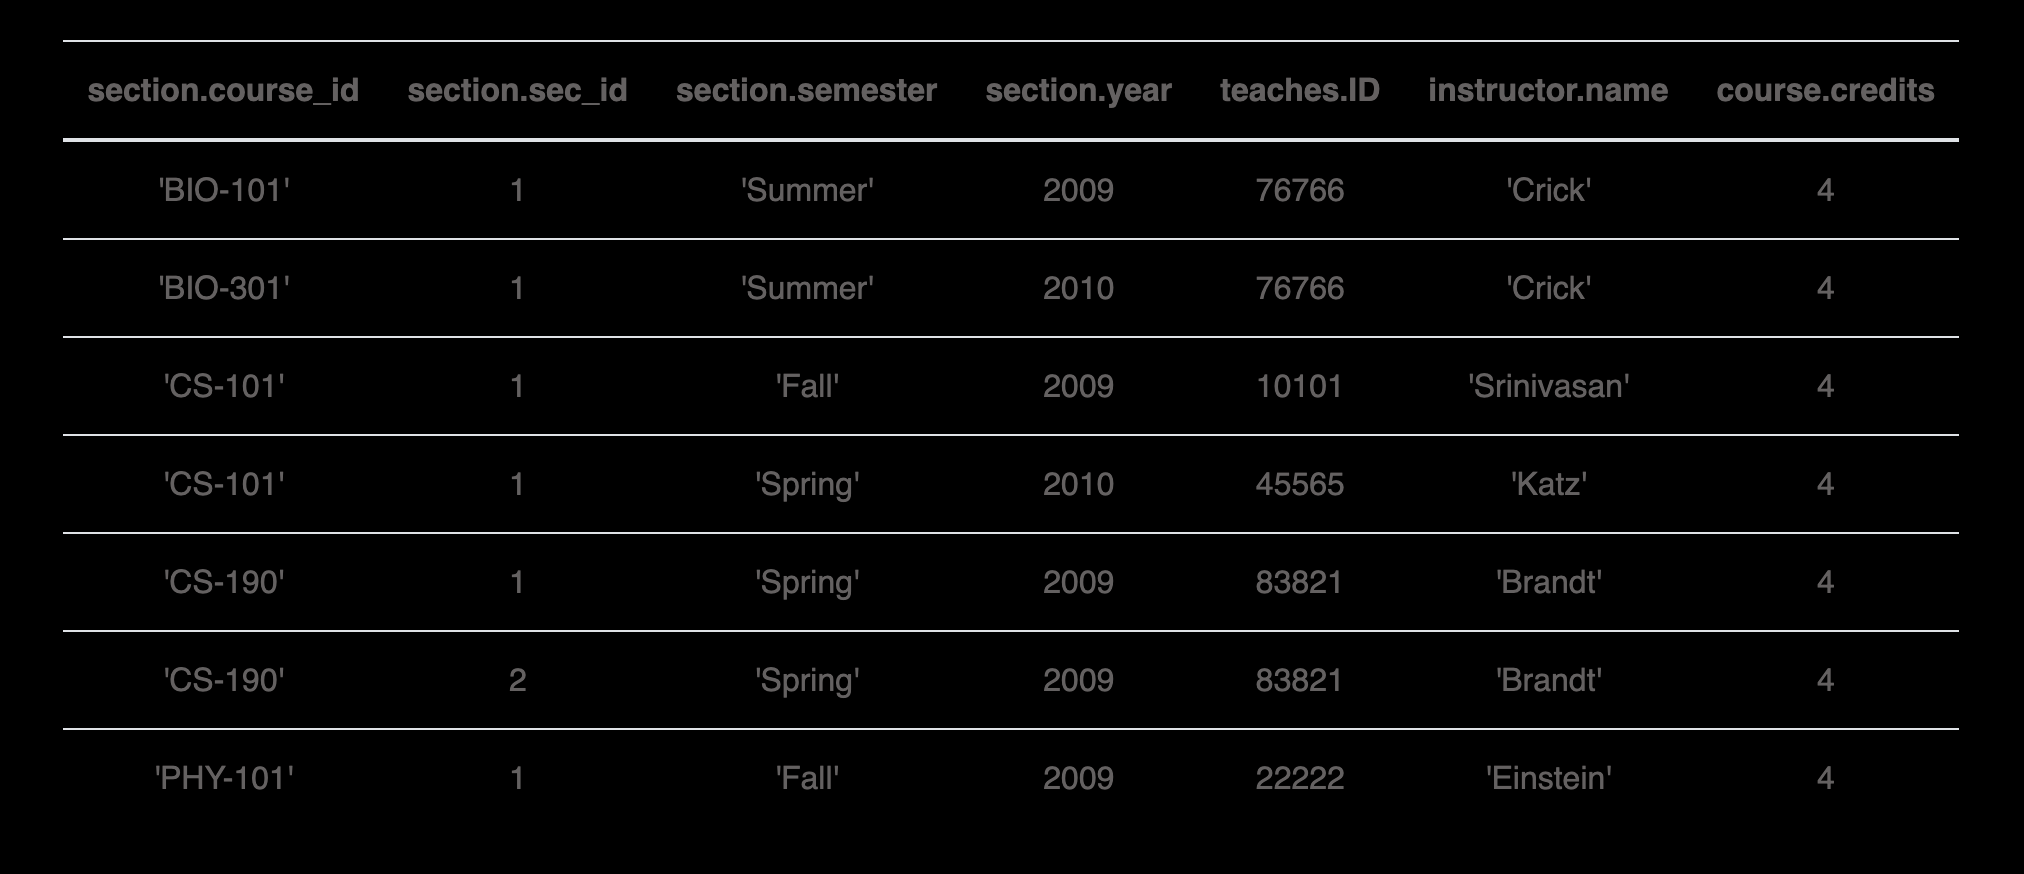 section.course_id section.sec_id section.semester section.year teaches.ID instructor.name course.credits
'BIO-101' 1 'Summer' 2009 76766 'Crick' 4
'BIO-301' 1 'Summer' 2010 76766 'Crick' 4
'CS-101' 1 'Fall' 2009 10101 'Srinivasan' 4
'CS-101' 1 'Spring' 2010 45565 'Katz' 4
'CS-190' 1 'Spring' 2009 83821 'Brandt' 4
'CS-190' 2 'Spring' 2009 83821 'Brandt' 4
'PHY-101' 1 'Fall' 2009 22222 'Einstein' 4